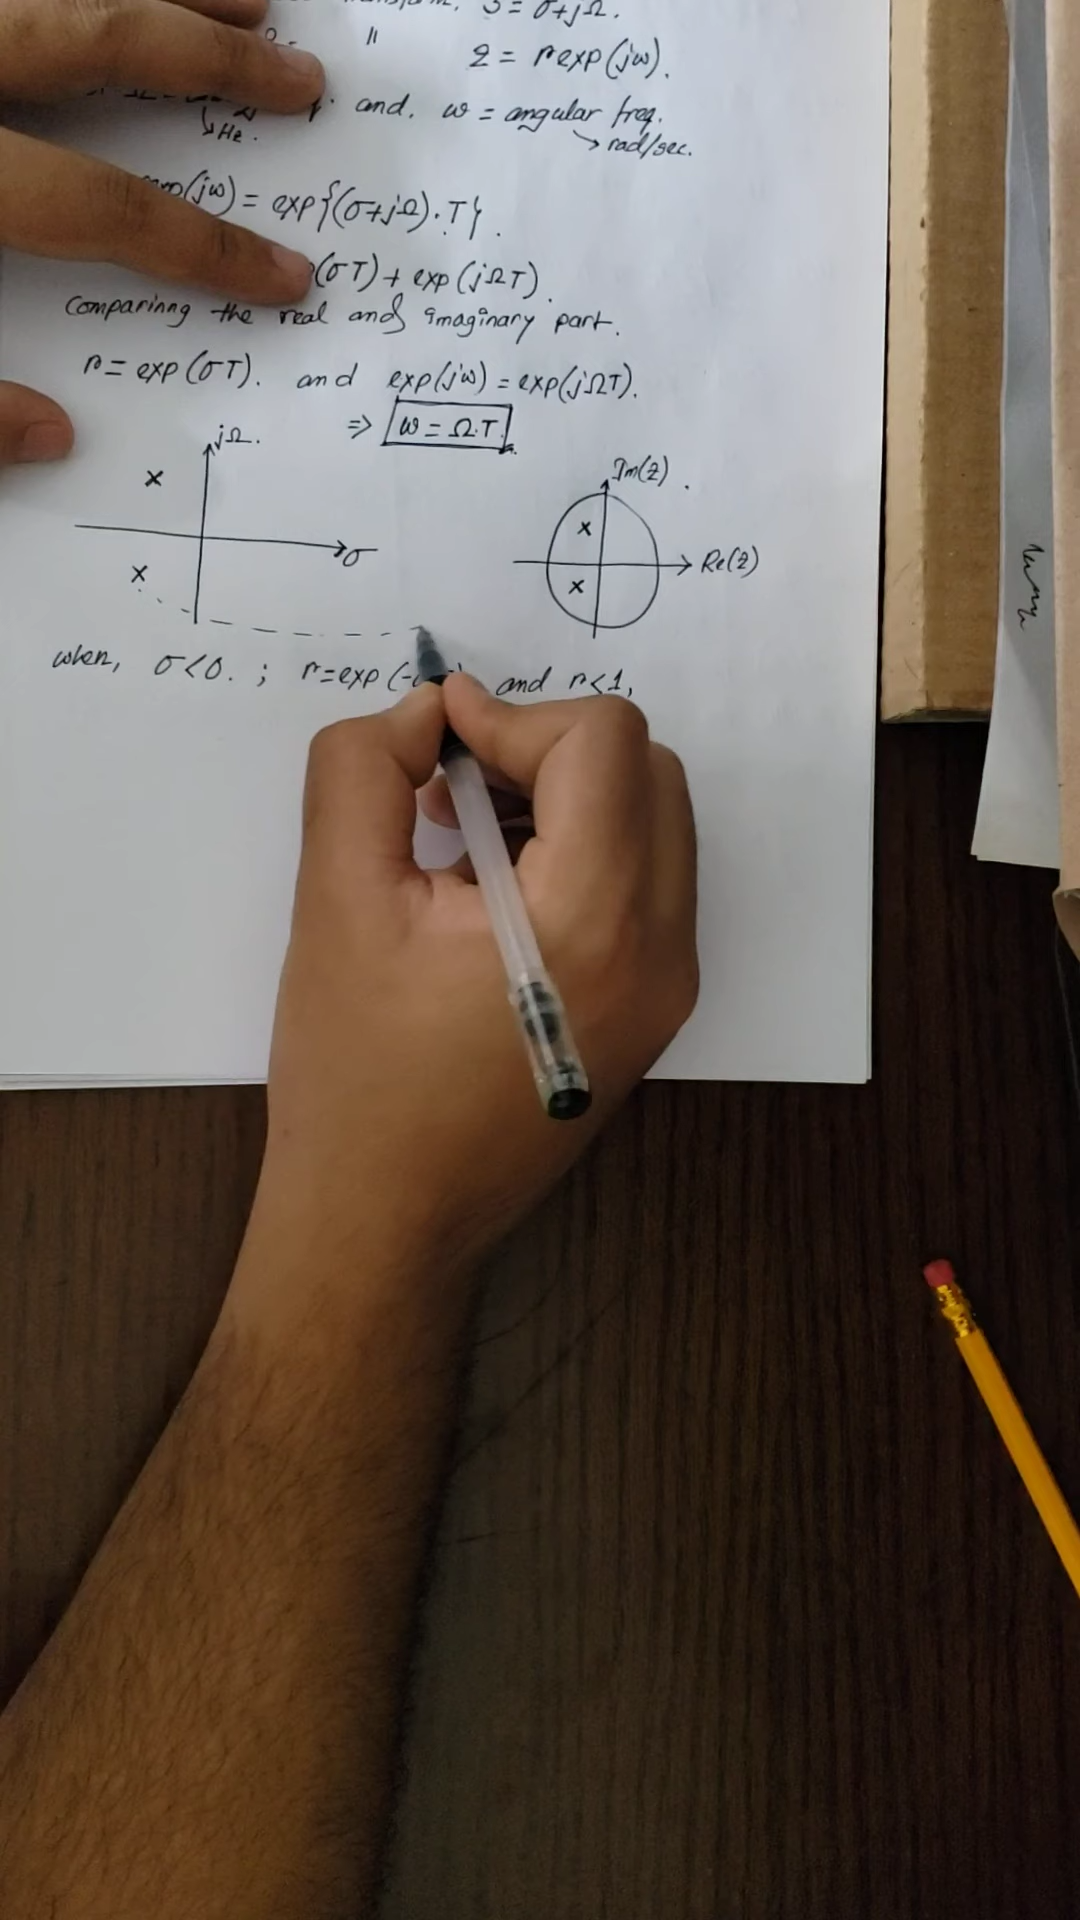 S = σ+jΩ.
" z = r exp(jω).
and. ω = angular freq.
↳ Hz. → rad/sec.
(jω) = exp{(σ+jΩ).T}.
(σT) + exp(jΩT).
comparinng the real and imaginary part.
r = exp(σT). and exp(jω) = exp(jΩT).
⇒ ω = Ω.T.
jΩ.
Im(z).
σ
Re(z)
when, σ<0. ; r=exp(- and r<1,